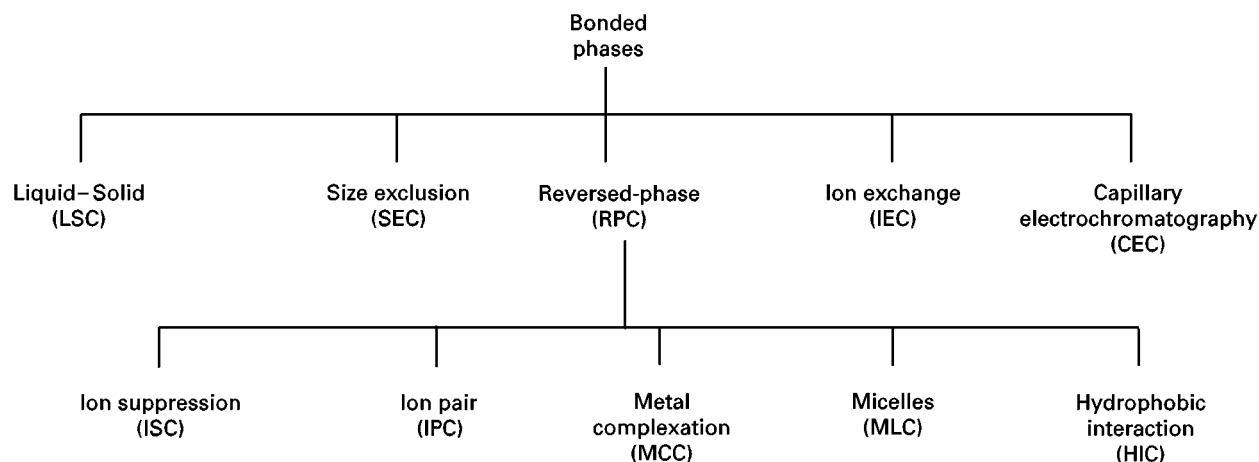 Bonded
phases
Liquid–Solid
(LSC)
Size exclusion
(SEC)
Reversed-phase
(RPC)
Ion exchange
(IEC)
Capillary
electrochromatography
(CEC)
Ion suppression
(ISC)
Ion pair
(IPC)
Metal
complexation
(MCC)
Micelles
(MLC)
Hydrophobic
interaction
(HIC)